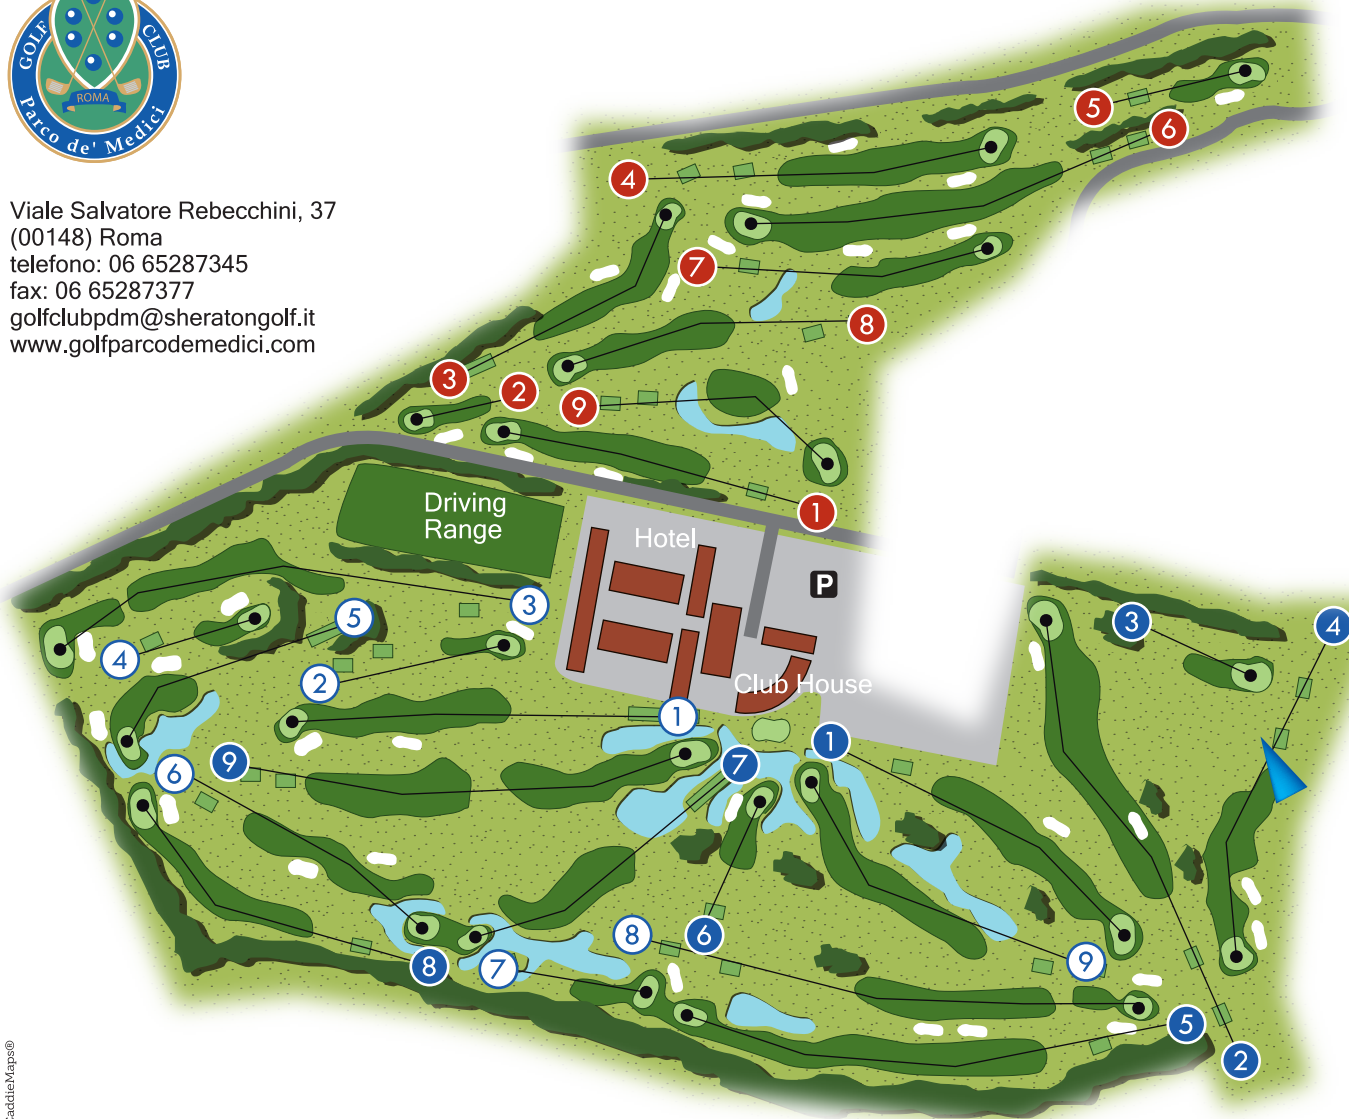 GOLF CLUB
ROMA
Parco de' Medici
Viale Salvatore Rebecchini, 37
(00148) Roma
telefono: 06 65287345
fax: 06 65287377
golfclubpdm@sheratongolf.it
www.golfparcodemedici.com
5
6
4
7
8
3
2
9
1
Driving
Range
Hotel
P
Club House
3
5
4
2
1
6
9
7
1
3
4
8
7
8
6
9
5
2
addieMaps®